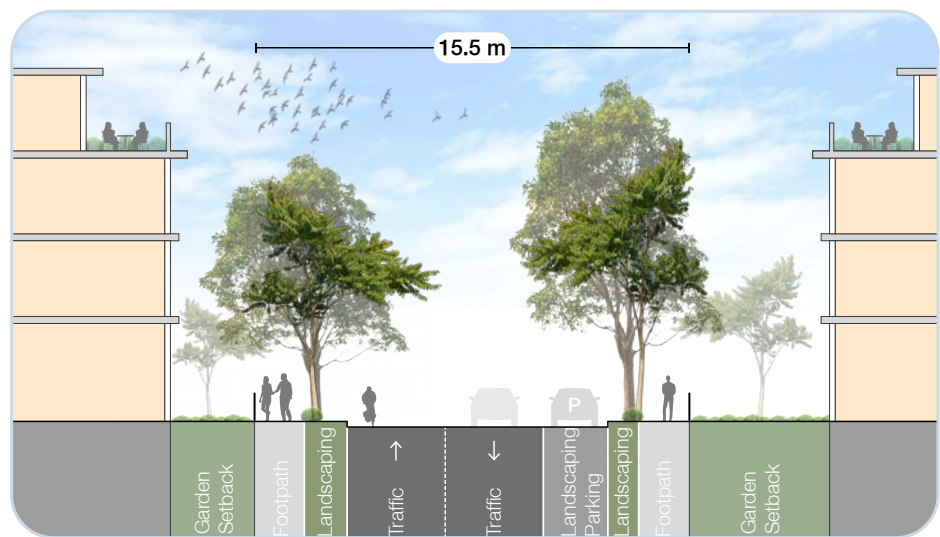 15.5 m
P
Garden
Setback
Footpath
Landscaping
Traffic
Traffic
Landscaping
Parking
Landscaping
Footpath
Garden
Setback